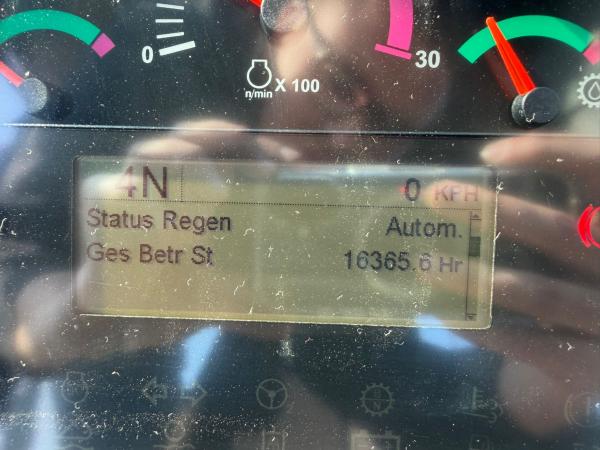 0
30
n/min X 100
4N 0 KPH
Status Regen Autom.
Ges Betr St 16365.6 Hr